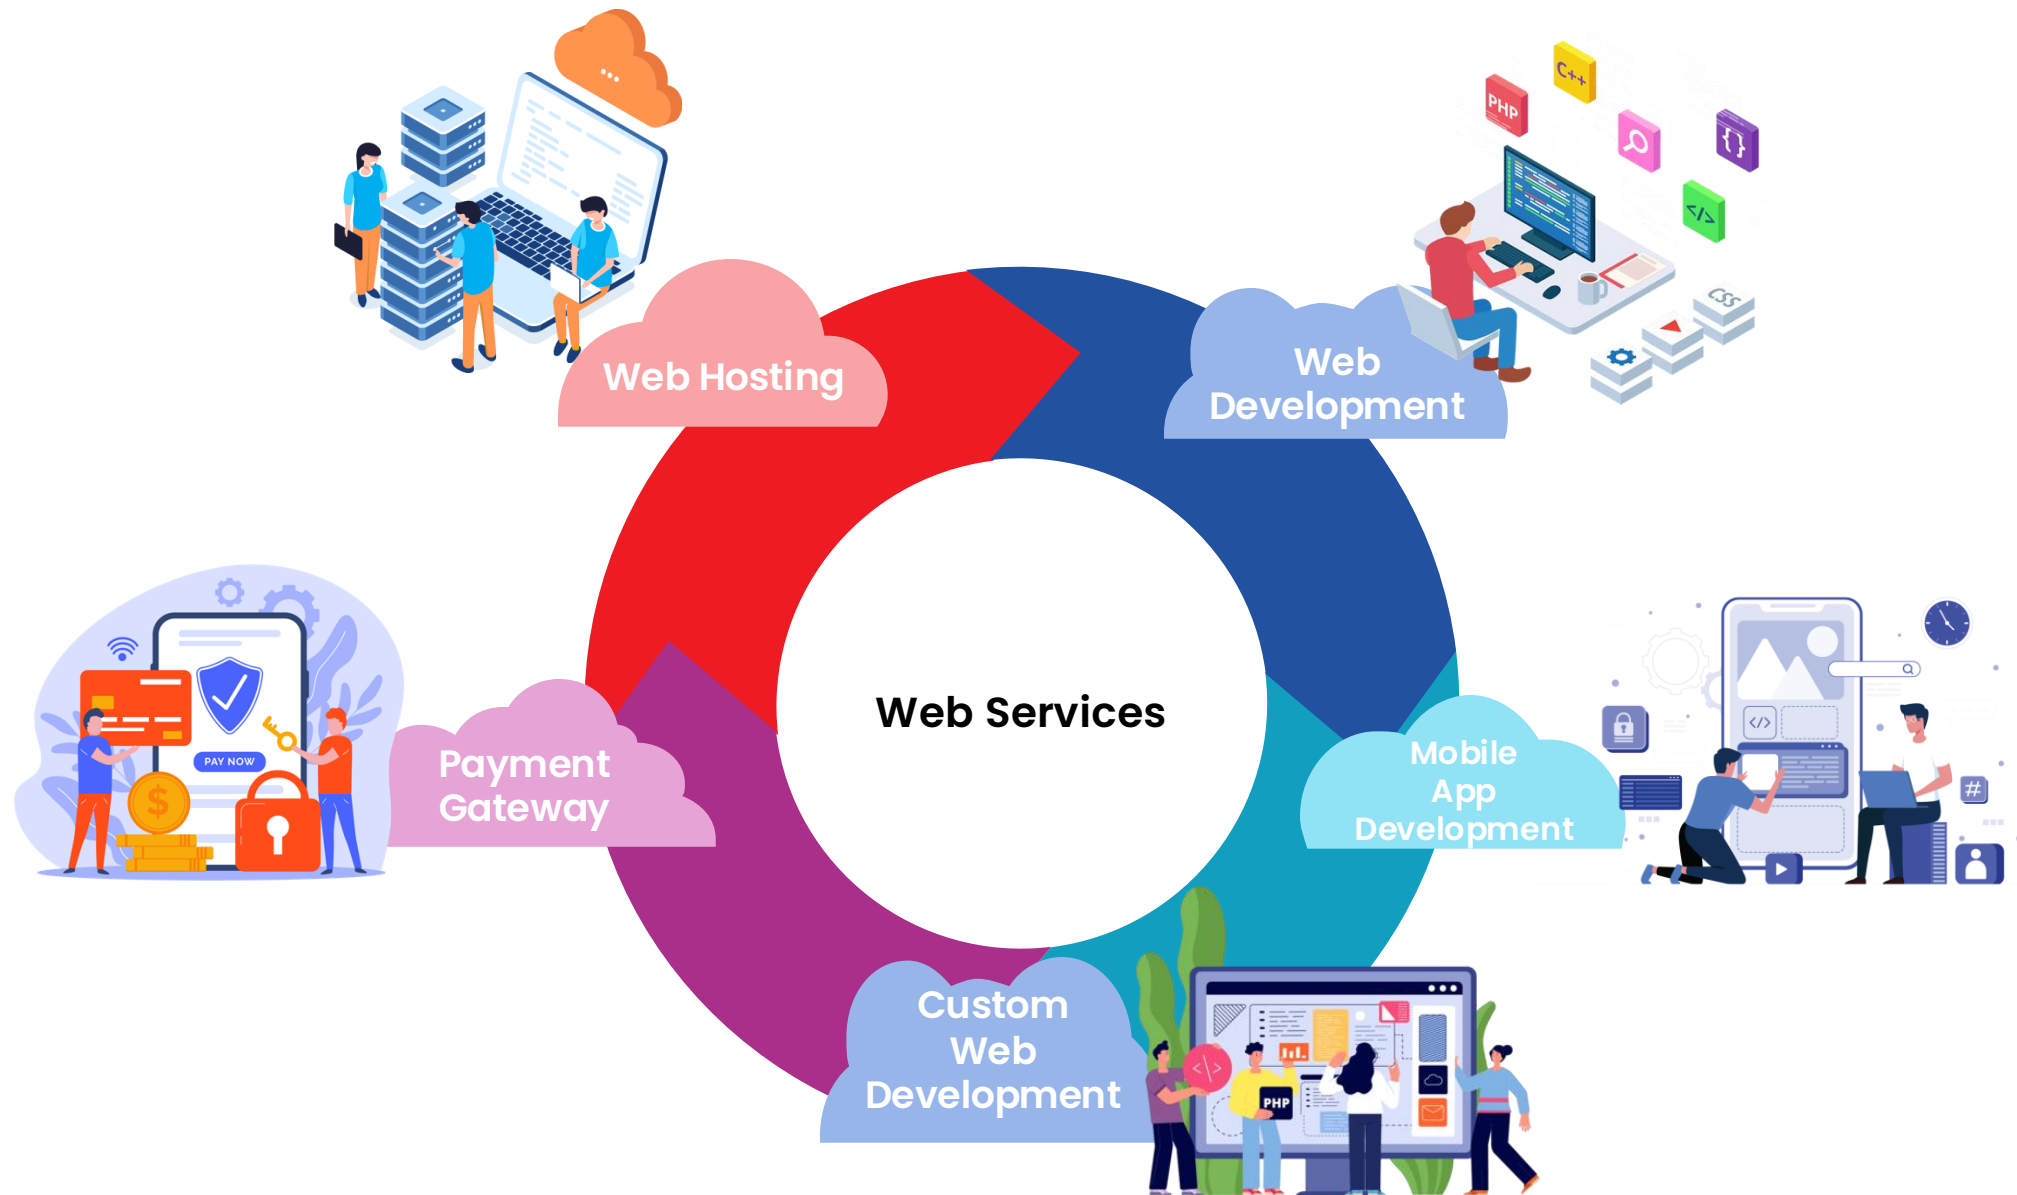 C++
PHP
{}
</>
CSS
Web Hosting
Web
Development
Web Services
PAY NOW
$
Payment
Gateway
Mobile
App
Development
</>
#
Custom
Web
Development
</>
PHP